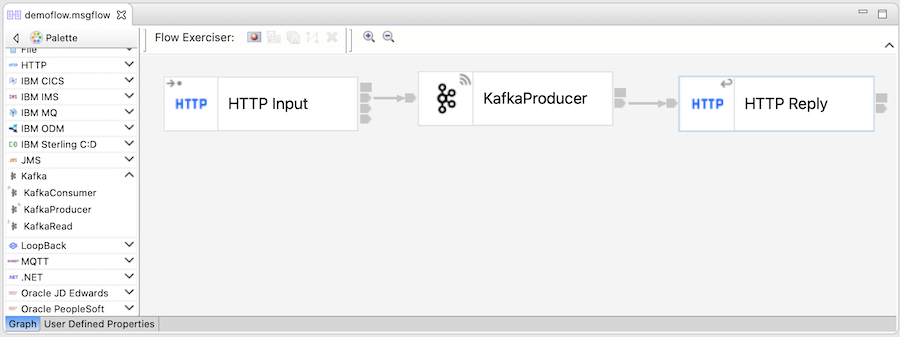 demoflow.msgflow
Palette
Flow Exerciser:
File
HTTP
IBM CICS
IBM IMS
IBM MQ
IBM ODM
C:D IBM Sterling C:D
JMS JMS
Kafka
KafkaConsumer
KafkaProducer
KafkaRead
LoopBack
MQTT
.NET .NET
Oracle JD Edwards
Oracle PeopleSoft
HTTP HTTP Input
KafkaProducer
HTTP HTTP Reply
Graph User Defined Properties